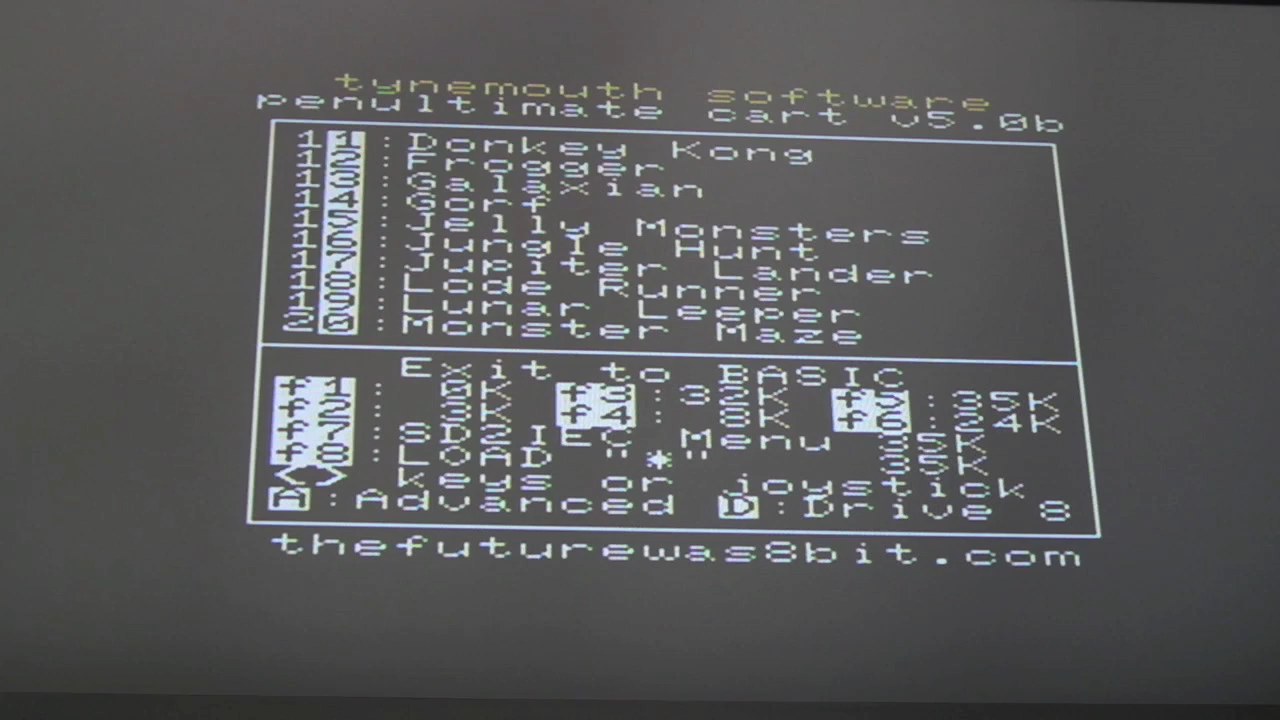 tynemouth software
penultimate cart v5.0b
11:Donkey Kong
12:Frogger
13:Galaxian
14:Gorf
15:Jelly Monsters
16:Jungle Hunt
17:Jupiter Lander
18:Lode Runner
19:Lunar Leeper
20:Monster Maze
Exit to BASIC
f1: 0K f3:32K f5:35K
f2: 3K f4: 8K f6:24K
f7:SD2IEC Menu 35K
f8:LOAD "*" 35K
<> keys or joystick
A:Advanced D:Drive 8
thefuturewas8bit.com